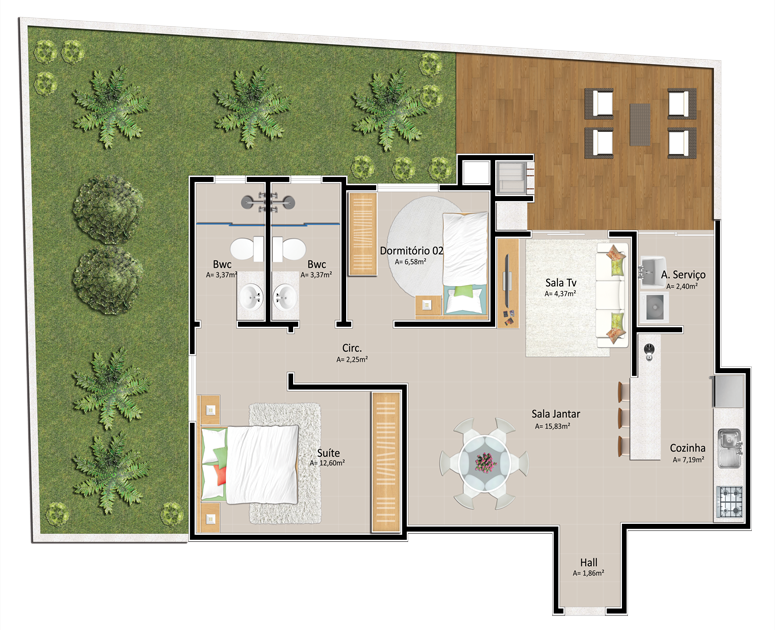 Bwc
A= 3,37m²
Bwc
A= 3,37m²
Dormitório 02
A= 6,58m²
Sala Tv
A= 4,37m²
A. Serviço
A= 2,40m²
Circ.
A= 2,25m²
Sala Jantar
A= 15,83m²
Suíte
A= 12,60m²
Cozinha
A= 7,19m²
Hall
A= 1,86m²